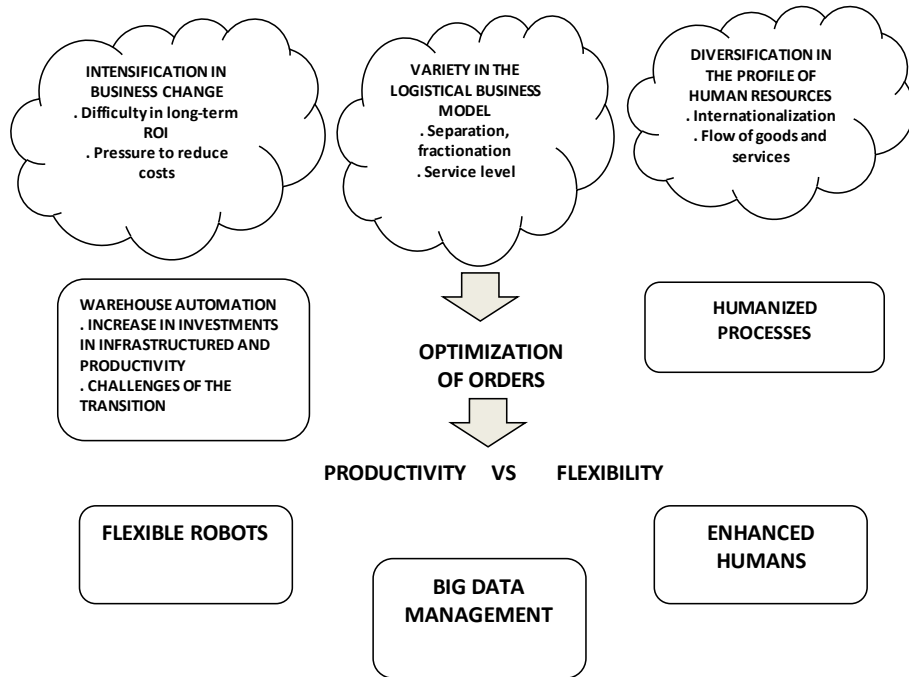 INTENSIFICATION IN
BUSINESS CHANGE
. Difficulty in long-term
ROI
. Pressure to reduce
costs
VARIETY IN THE
LOGISTICAL BUSINESS
MODEL
. Separation,
fractionation
. Service level
DIVERSIFICATION IN
THE PROFILE OF
HUMAN RESOURCES
. Internationalization
. Flow of goods and
services
WAREHOUSE AUTOMATION
. INCREASE IN INVESTMENTS
IN INFRASTRUCTURED AND
PRODUCTIVITY
. CHALLENGES OF THE
TRANSITION
OPTIMIZATION
OF ORDERS
HUMANIZED
PROCESSES
PRODUCTIVITY VS FLEXIBILITY
FLEXIBLE ROBOTS
BIG DATA
MANAGEMENT
ENHANCED
HUMANS